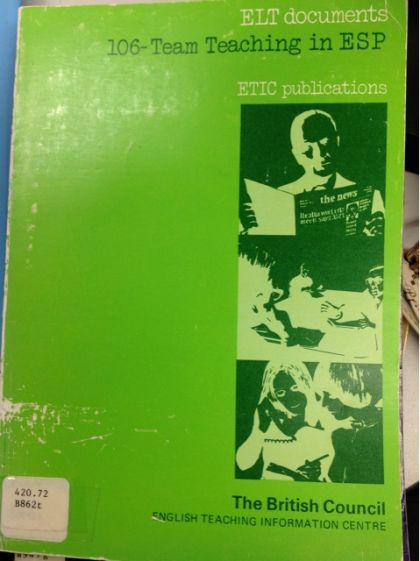 ELT documents
106-Team Teaching in ESP
ETIC publications
the news
The British Council
ENGLISH TEACHING INFORMATION CENTRE
420.72
B862t